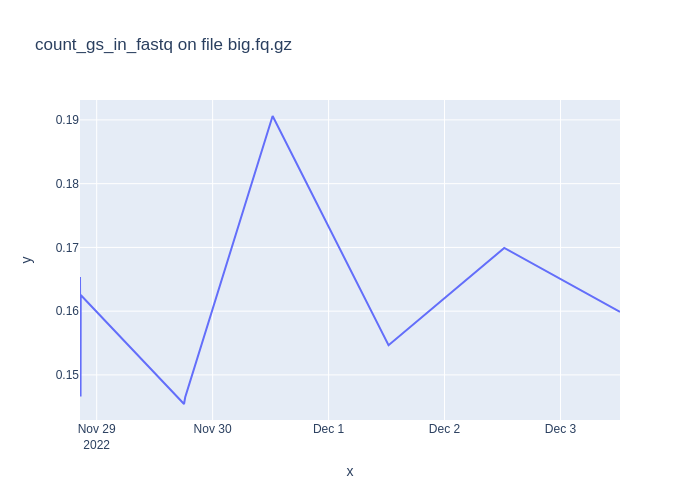 count_gs_in_fastq on file big.fq.gz
0.19
0.18
0.17
0.16
0.15
y
Nov 29
2022
Nov 30
Dec 1
Dec 2
Dec 3
x